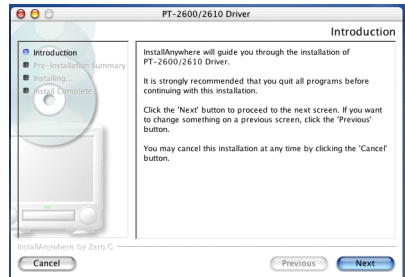 PT-2600/2610 Driver
Introduction
Introduction
Pre-Installation Summary
Installing...
Install Complete
InstallAnywhere will guide you through the installation of
PT-2600/2610 Driver.
It is strongly recommended that you quit all programs before
continuing with this installation.
Click the 'Next' button to proceed to the next screen. If you want
to change something on a previous screen, click the 'Previous'
button.
You may cancel this installation at any time by clicking the 'Cancel'
button.
InstallAnywhere by Zero G
Cancel
Previous
Next